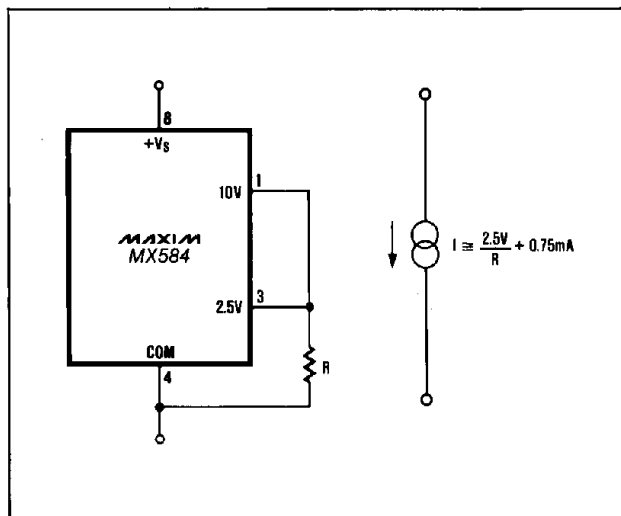 8
+VS
1
10V
MAXIM
MX584
3
2.5V
COM
4
R
I ≅ 2.5V/R + 0.75mA